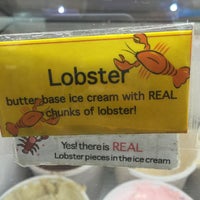 Lobster
butter base ice cream with REAL
chunks of lobster!
Yes! there is REAL
Lobster pieces in the ice cream